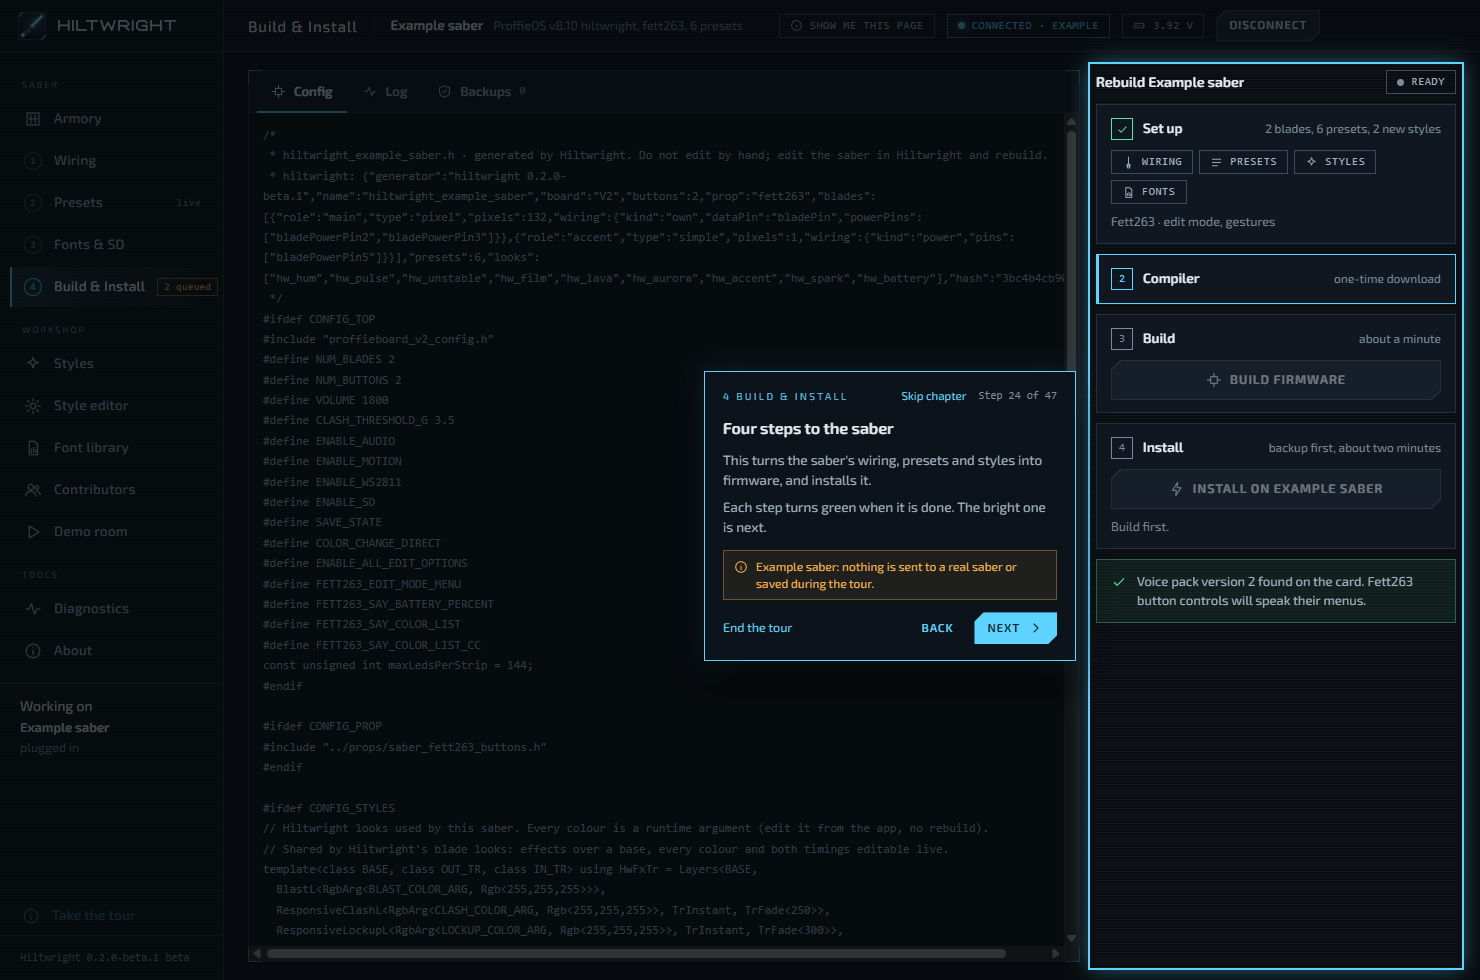 HILTWRIGHT
Build & Install
Example saber
ProffieOS v8.10 hiltwright, fett263, 6 presets
SHOW ME THIS PAGE
CONNECTED · EXAMPLE
3.92 V
DISCONNECT
SABER
Armory
1 Wiring
2 Presets live
3 Fonts & SD
4 Build & Install 2 queued
WORKSHOP
Styles
Style editor
Font library
Contributors
Demo room
TOOLS
Diagnostics
About
Working on
Example saber
plugged in
Take the tour
Hiltwright 0.2.0-beta.1 beta
Config
Log
Backups 0
/*
* hiltwright_example_saber.h · generated by Hiltwright. Do not edit by hand; edit the saber in Hiltwright and rebuild.
* hiltwright: {"generator":"hiltwright 0.2.0-
beta.1","name":"hiltwright_example_saber","board":"V2","buttons":2,"prop":"fett263","blades":
[{"role":"main","type":"pixel","pixels":132,"wiring":{"kind":"own","dataPin":"bladePin","powerPins":
["bladePowerPin2","bladePowerPin3"]}},{"role":"accent","type":"simple","pixels":1,"wiring":{"kind":"power","pins":
["bladePowerPin5"]}}],"presets":6,"looks":
["hw_hum","hw_pulse","hw_unstable","hw_film","hw_lava","hw_aurora","hw_accent","hw_spark","hw_battery"],"hash":"3bc4b4cb90
*/
#ifdef CONFIG_TOP
#include "proffieboard_v2_config.h"
#define NUM_BLADES 2
#define NUM_BUTTONS 2
#define VOLUME 1800
#define CLASH_THRESHOLD_G 3.5
#define ENABLE_AUDIO
#define ENABLE_MOTION
#define ENABLE_WS2811
#define ENABLE_SD
#define SAVE_STATE
#define COLOR_CHANGE_DIRECT
#define ENABLE_ALL_EDIT_OPTIONS
#define FETT263_EDIT_MODE_MENU
#define FETT263_SAY_BATTERY_PERCENT
#define FETT263_SAY_COLOR_LIST
#define FETT263_SAY_COLOR_LIST_CC
const unsigned int maxLedsPerStrip = 144;
#endif
#ifdef CONFIG_PROP
#include "../props/saber_fett263_buttons.h"
#endif
#ifdef CONFIG_STYLES
// Hiltwright looks used by this saber. Every colour is a runtime argument (edit it from the app, no rebuild).
// Shared by Hiltwright's blade looks: effects over a base, every colour and both timings editable live.
template<class BASE, class OUT_TR, class IN_TR> using HwFxTr = Layers<BASE,
BlastL<RgbArg<BLAST_COLOR_ARG, Rgb<255,255,255>>>,
ResponsiveClashL<RgbArg<CLASH_COLOR_ARG, Rgb<255,255,255>>, TrInstant, TrFade<250>>,
ResponsiveLockupL<RgbArg<LOCKUP_COLOR_ARG, Rgb<255,255,255>>, TrInstant, TrFade<300>>,
4 BUILD & INSTALL
Skip chapter
Step 24 of 47
Four steps to the saber
This turns the saber's wiring, presets and styles into
firmware, and installs it.
Each step turns green when it is done. The bright one
is next.
Example saber: nothing is sent to a real saber or
saved during the tour.
End the tour
BACK
NEXT
Rebuild Example saber
READY
Set up
2 blades, 6 presets, 2 new styles
WIRING
PRESETS
STYLES
FONTS
Fett263 · edit mode, gestures
2 Compiler
one-time download
3 Build
about a minute
BUILD FIRMWARE
4 Install
backup first, about two minutes
INSTALL ON EXAMPLE SABER
Build first.
Voice pack version 2 found on the card. Fett263
button controls will speak their menus.